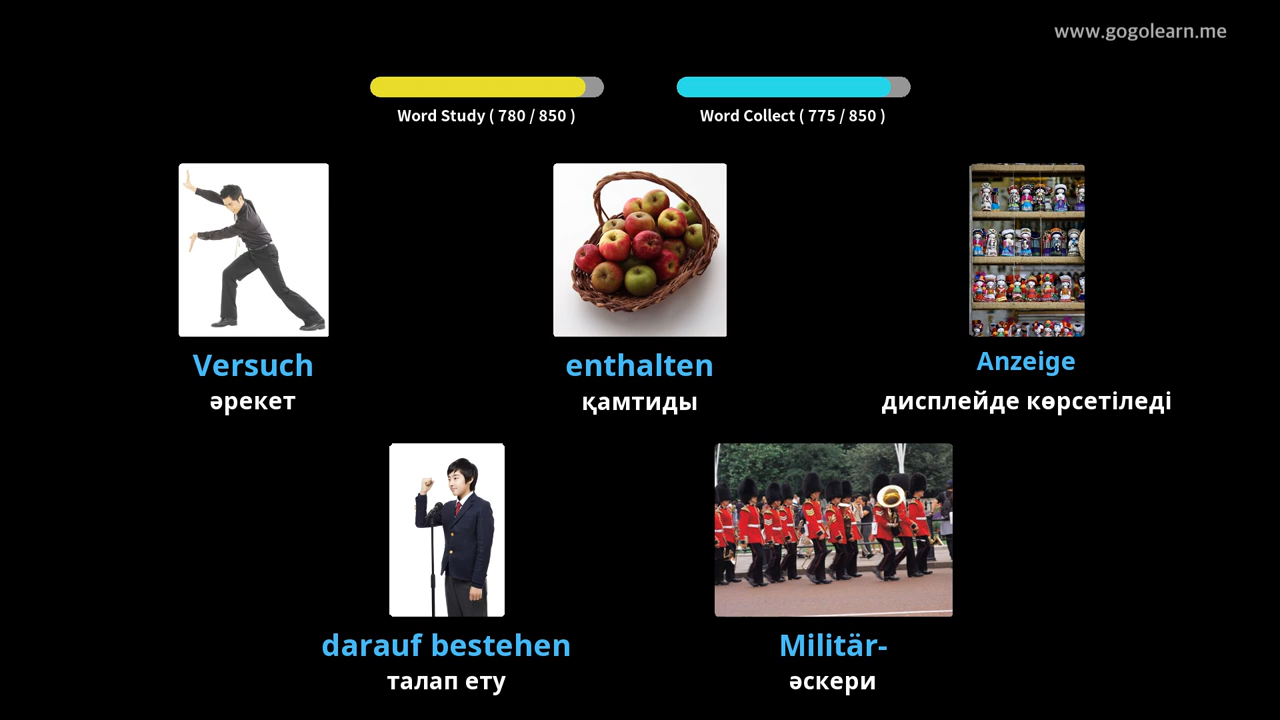 www.gogolearn.me
Word Study ( 780 / 850 )
Word Collect ( 775 / 850 )
Versuch
әрекет
enthalten
қамтиды
Anzeige
дисплейде көрсетіледі
darauf bestehen
талап ету
Militär-
әскери